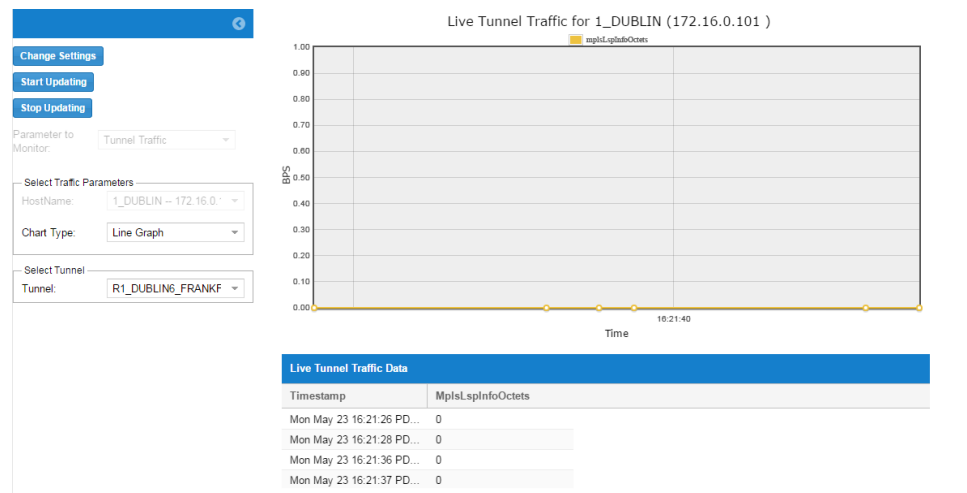 Change Settings
Start Updating
Stop Updating
Parameter to
Monitor:
Tunnel Traffic
Select Traffic Parameters
HostName:
1_DUBLIN -- 172.16.0.
Chart Type:
Line Graph
Select Tunnel
Tunnel:
R1_DUBLIN6_FRANKF
Live Tunnel Traffic for 1_DUBLIN (172.16.0.101 )
mplsLspInfoOctets
1.00
0.90
0.80
0.70
0.60
0.50
0.40
0.30
0.20
0.10
0.00
BPS
16:21:40
Time
Live Tunnel Traffic Data
Timestamp MplsLspInfoOctets
Mon May 23 16:21:26 PD... 0
Mon May 23 16:21:28 PD... 0
Mon May 23 16:21:36 PD... 0
Mon May 23 16:21:37 PD... 0